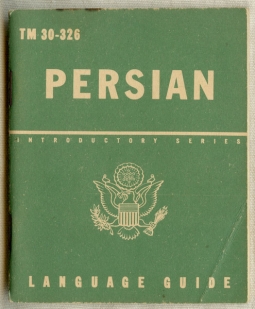 TM 30-326
PERSIAN
INTRODUCTORY SERIES
LANGUAGE GUIDE